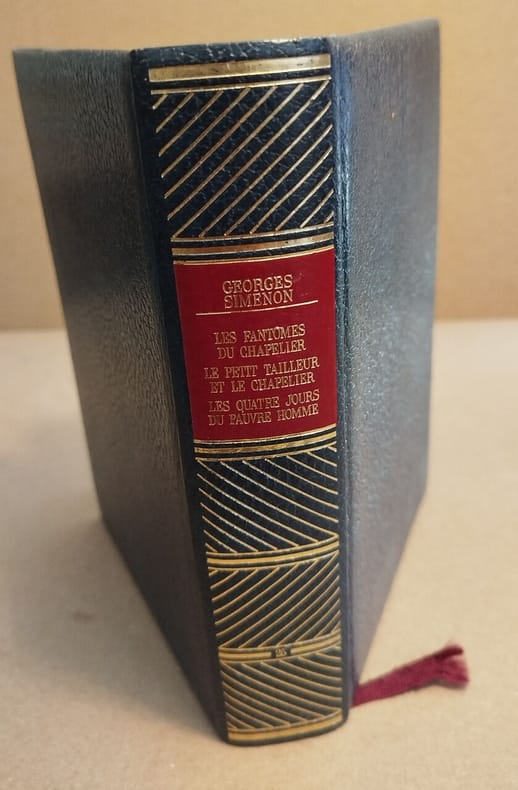 GEORGES
SIMENON
LES FANTOMES
DU CHAPELIER
LE PETIT TAILLEUR
ET LE CHAPELIER
LES QUATRE JOURS
DU PAUVRE HOMME